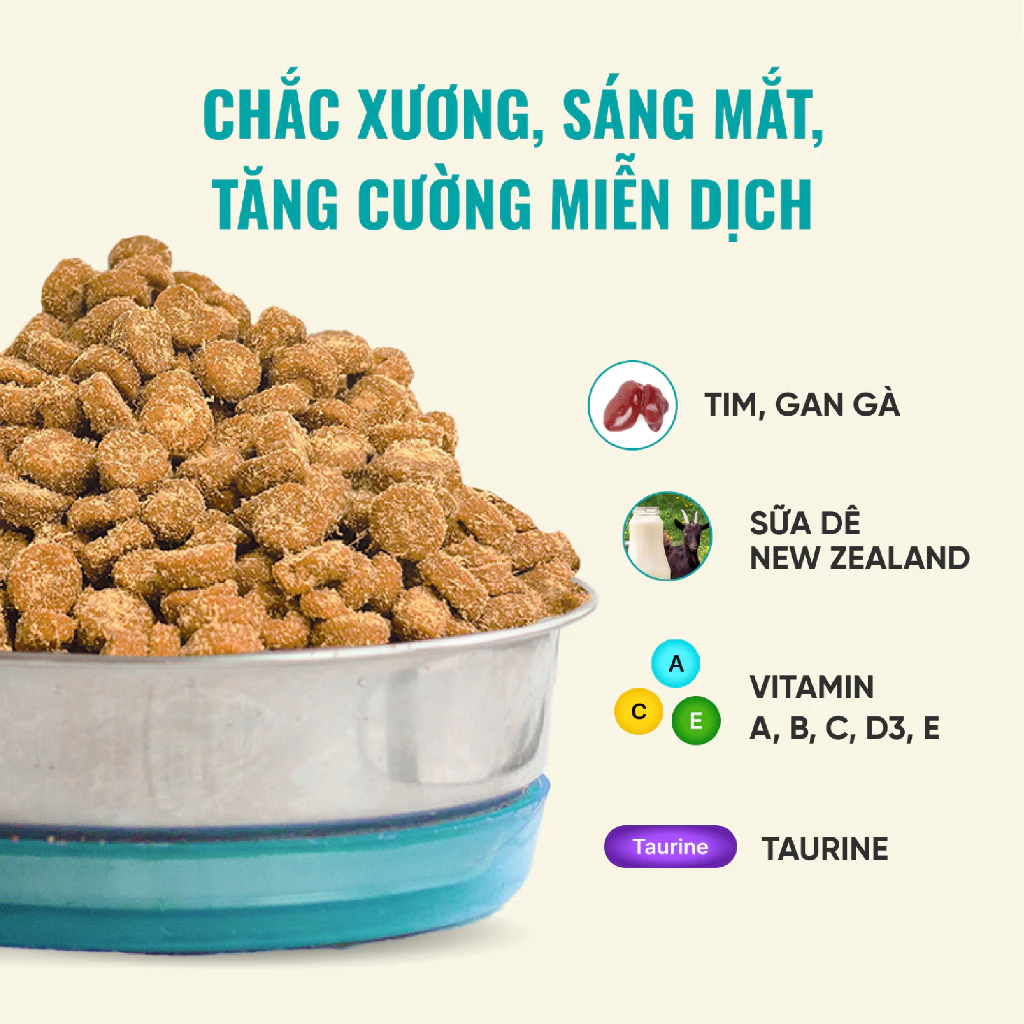 CHẮC XƯƠNG, SÁNG MẮT,
TĂNG CƯỜNG MIỄN DỊCH
TIM, GAN GÀ
SỮA DÊ
NEW ZEALAND
A
C
E
VITAMIN
A, B, C, D3, E
Taurine
TAURINE